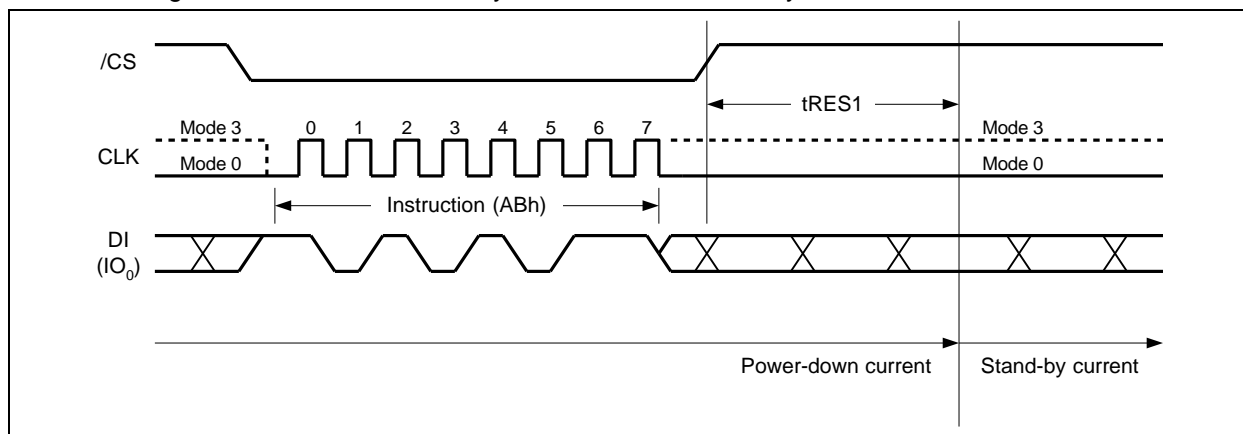 /CS
tRES1
Mode 3 0 1 2 3 4 5 6 7 Mode 3
CLK
Mode 0 Mode 0
Instruction (ABh)
DI
(IO0)
Power-down current Stand-by current